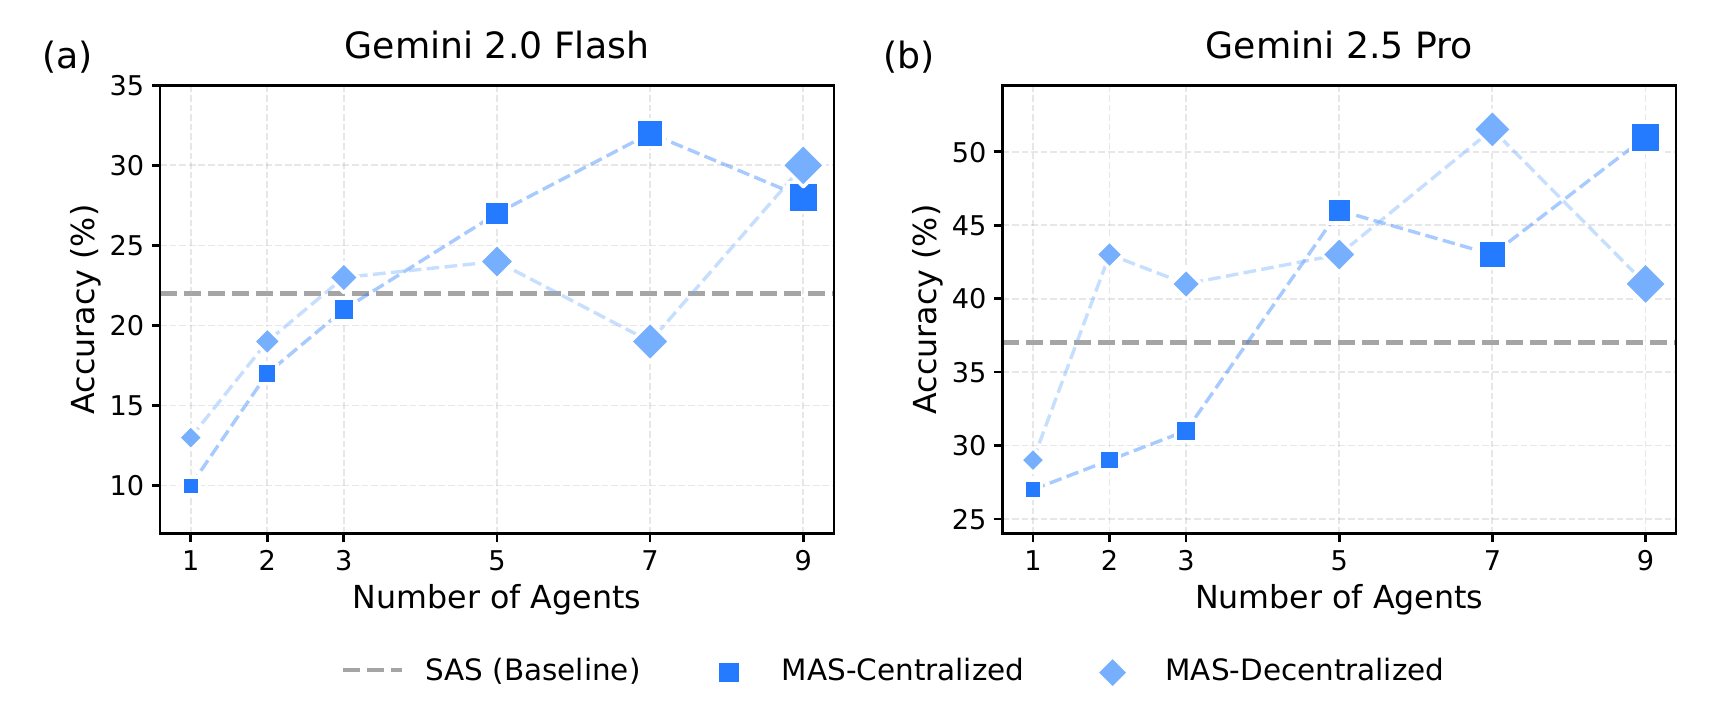 (a)
Gemini 2.0 Flash
35
30
25
20
15
10
Accuracy (%)
1 2 3 5 7 9
Number of Agents
(b)
Gemini 2.5 Pro
50
45
40
35
30
25
Accuracy (%)
1 2 3 5 7 9
Number of Agents
SAS (Baseline) MAS-Centralized MAS-Decentralized